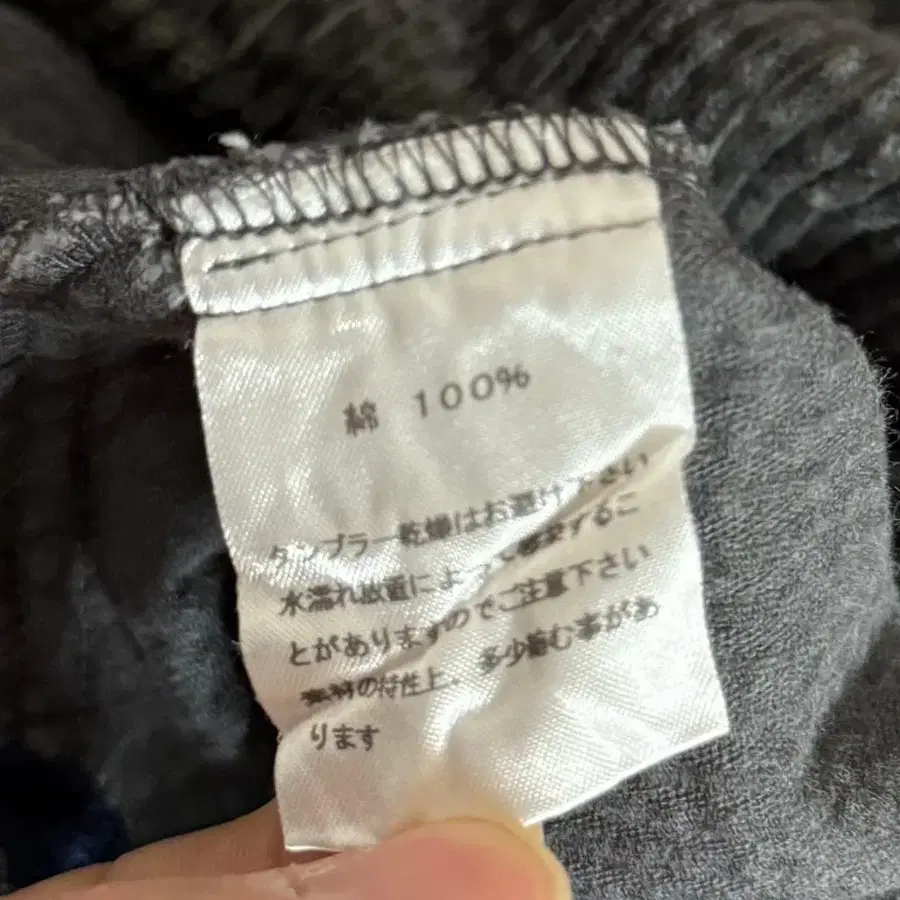 綿 100%
タンブラー乾燥はお避け下さい
水濡れ放置によって移染するこ
とがありますのでご注意下さい
素材の特性上、多少縮む事があ
ります